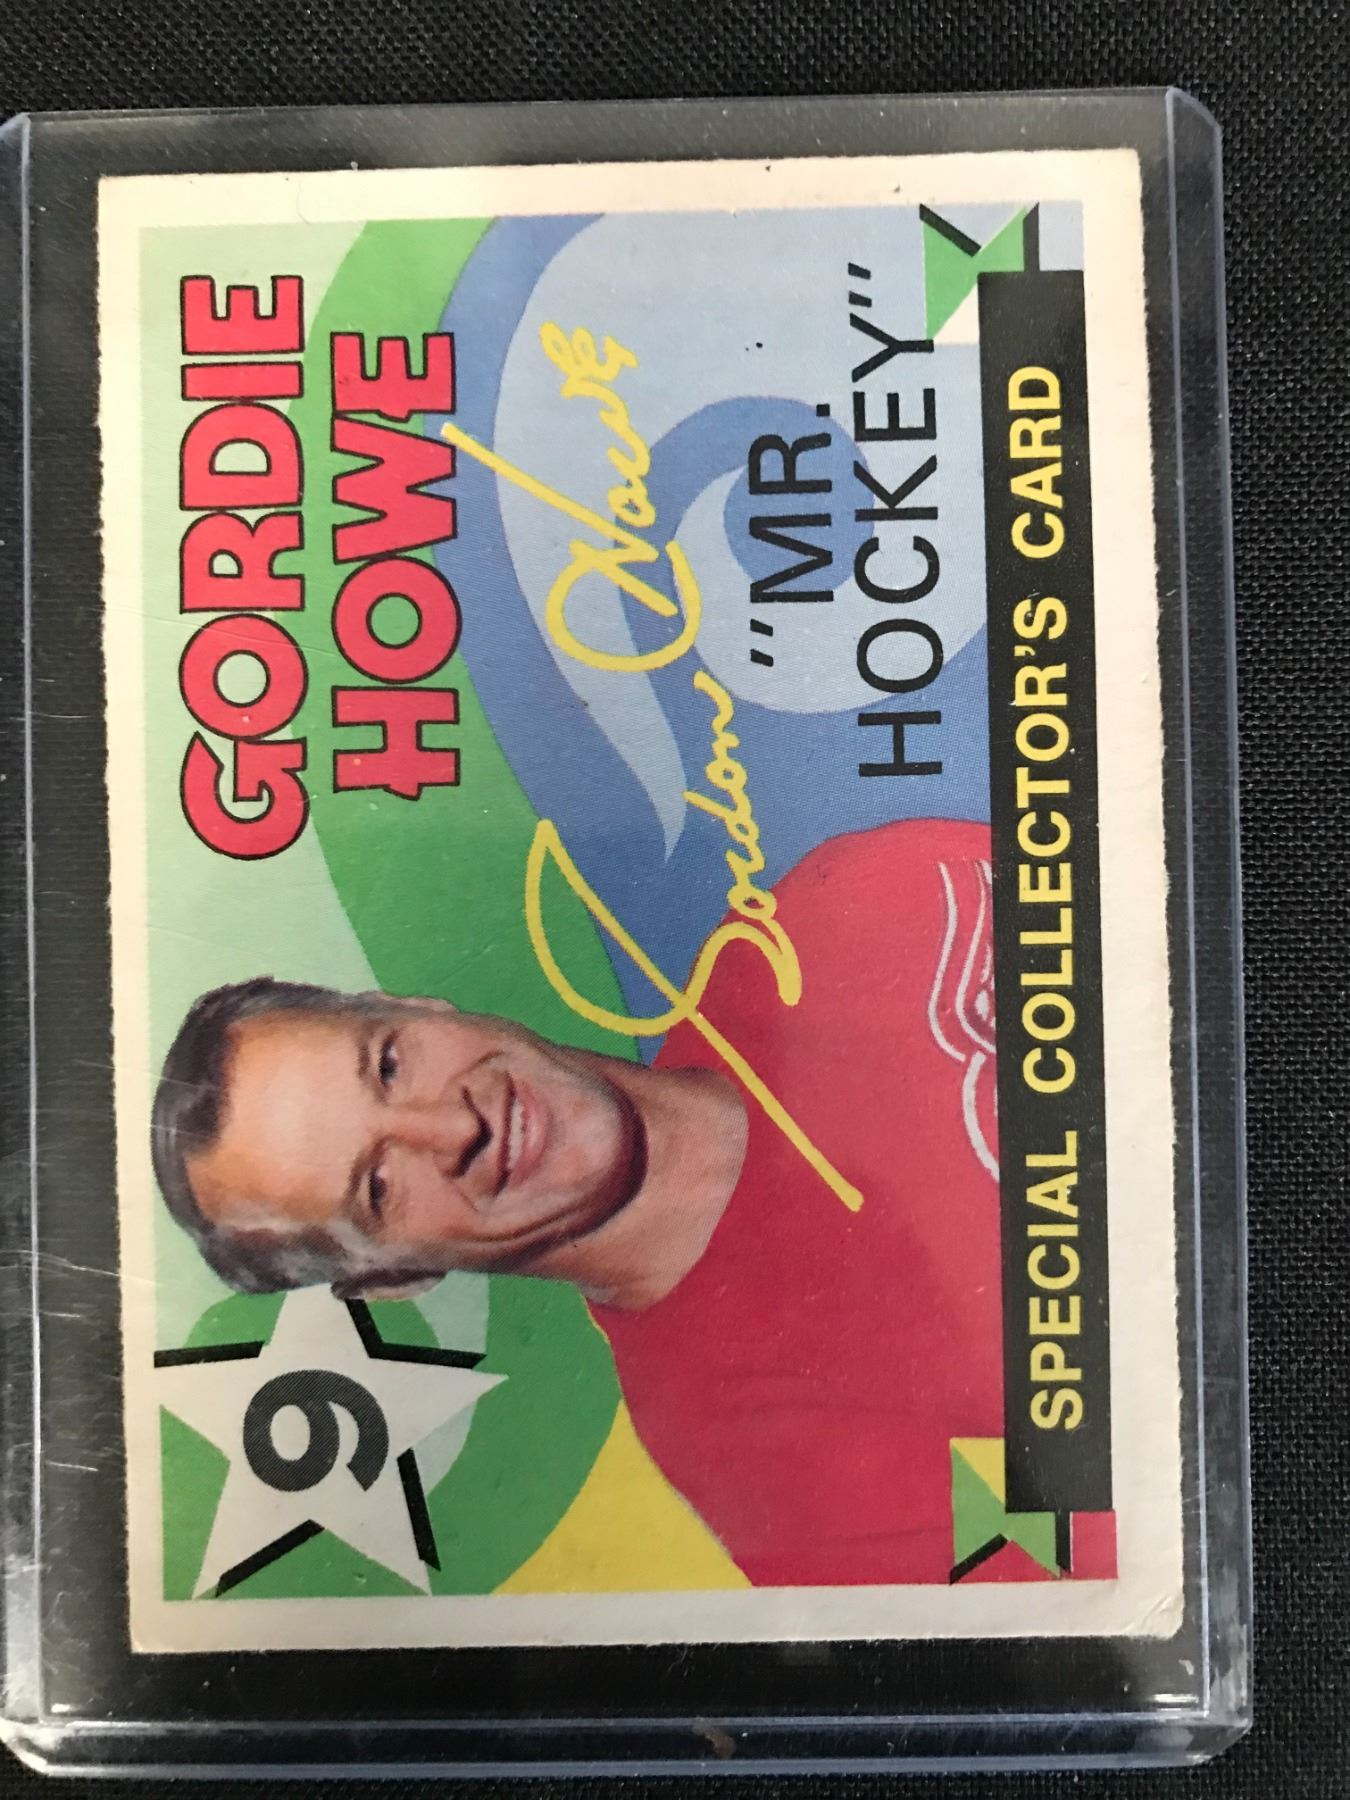 GORDIE
HOWE
Gordon Howe
"MR.
HOCKEY"
9
SPECIAL COLLECTOR'S CARD